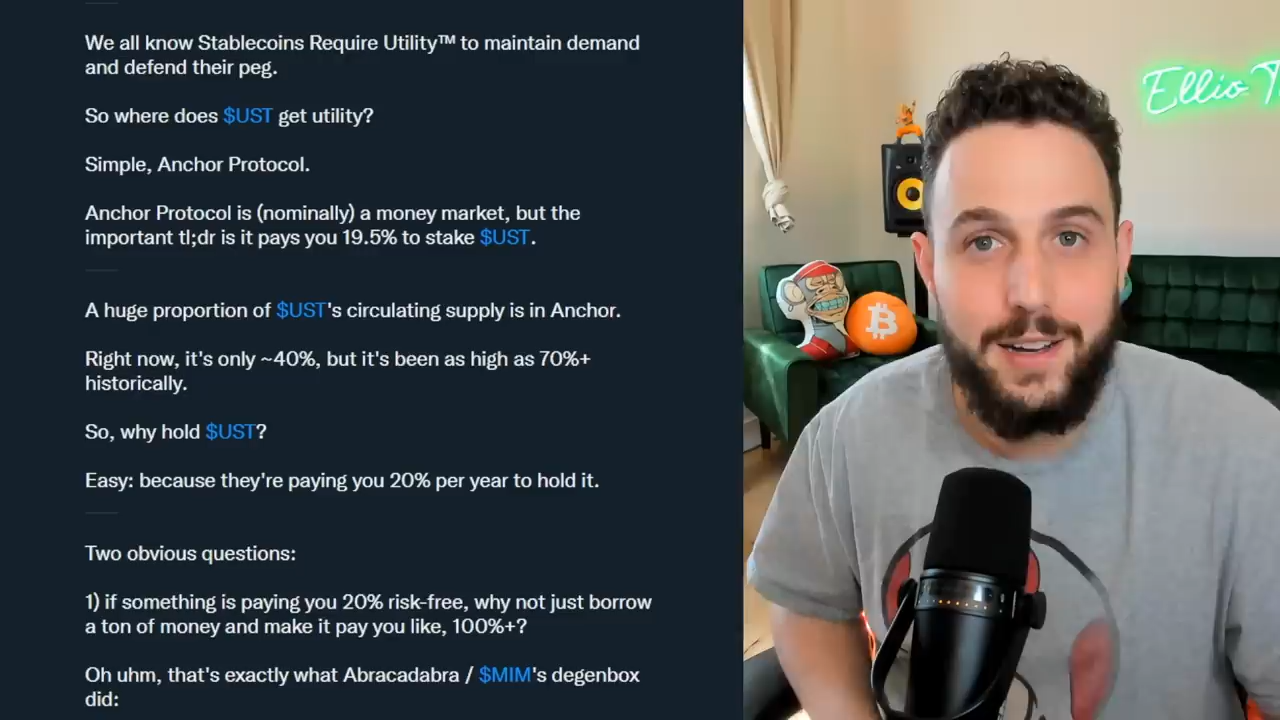 We all know Stablecoins Require Utility™ to maintain demand
and defend their peg.
So where does $UST get utility?
Simple, Anchor Protocol.
Anchor Protocol is (nominally) a money market, but the
important tl;dr is it pays you 19.5% to stake $UST.
A huge proportion of $UST's circulating supply is in Anchor.
Right now, it's only ~40%, but it's been as high as 70%+
historically.
So, why hold $UST?
Easy: because they're paying you 20% per year to hold it.
Two obvious questions:
1) if something is paying you 20% risk-free, why not just borrow
a ton of money and make it pay you like, 100%+?
Oh uhm, that's exactly what Abracadabra / $MIM's degenbox
did:
Ellio T